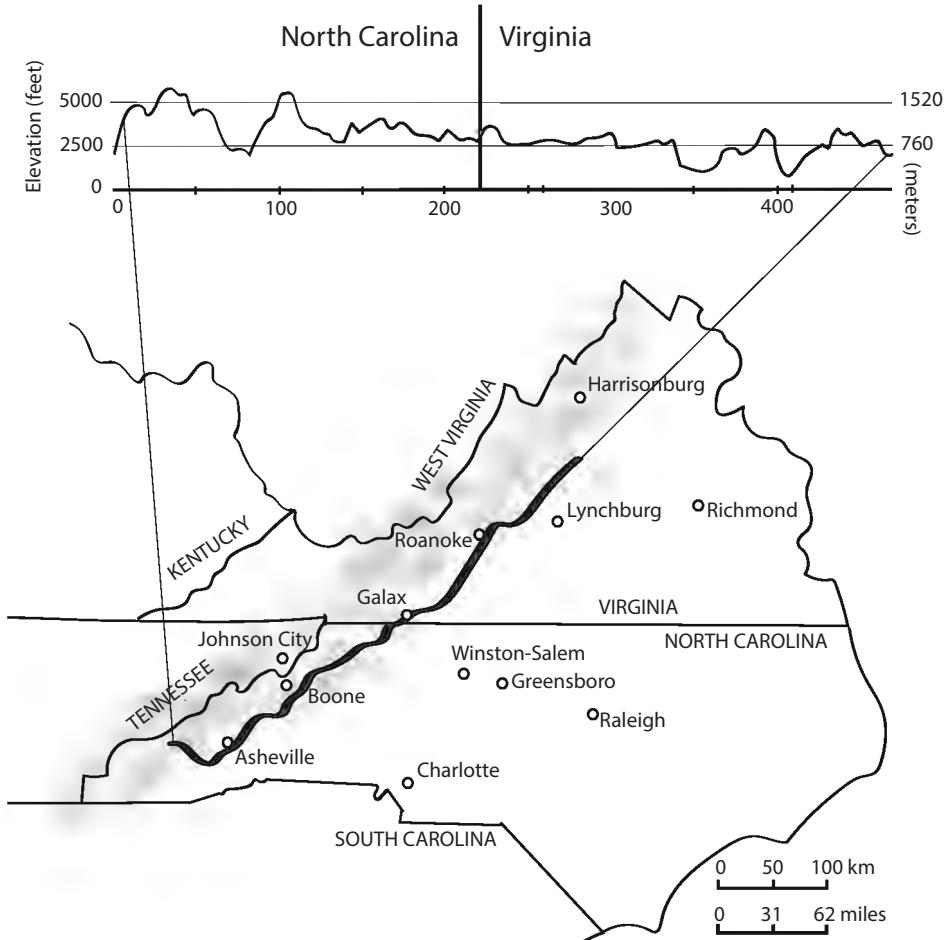 North Carolina Virginia
Elevation (feet)
5000 1520
2500 760
0
(meters)
0 100 200 300 400
Harrisonburg
WEST VIRGINIA
Lynchburg
Richmond
Roanoke
KENTUCKY
Galax
VIRGINIA
NORTH CAROLINA
Johnson City
Winston-Salem
TENNESSEE
Greensboro
Boone
Raleigh
Asheville
Charlotte
SOUTH CAROLINA
0 50 100 km
0 31 62 miles